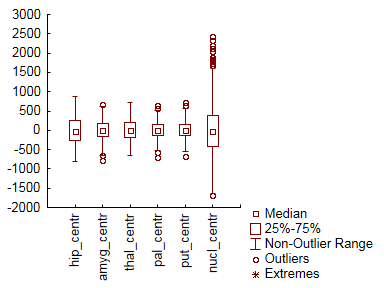 3000
2500
2000
1500
1000
500
0
-500
-1000
-1500
-2000
hip_centr
amyg_centr
thal_centr
pal_centr
put_centr
nucl_centr
Median
25%-75%
Non-Outlier Range
Outliers
Extremes